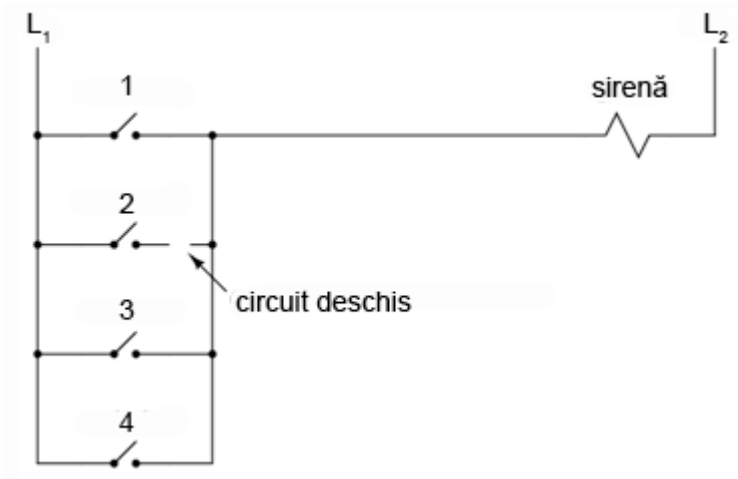 L₁
L₂
1
sirenă
2
circuit deschis
3
4